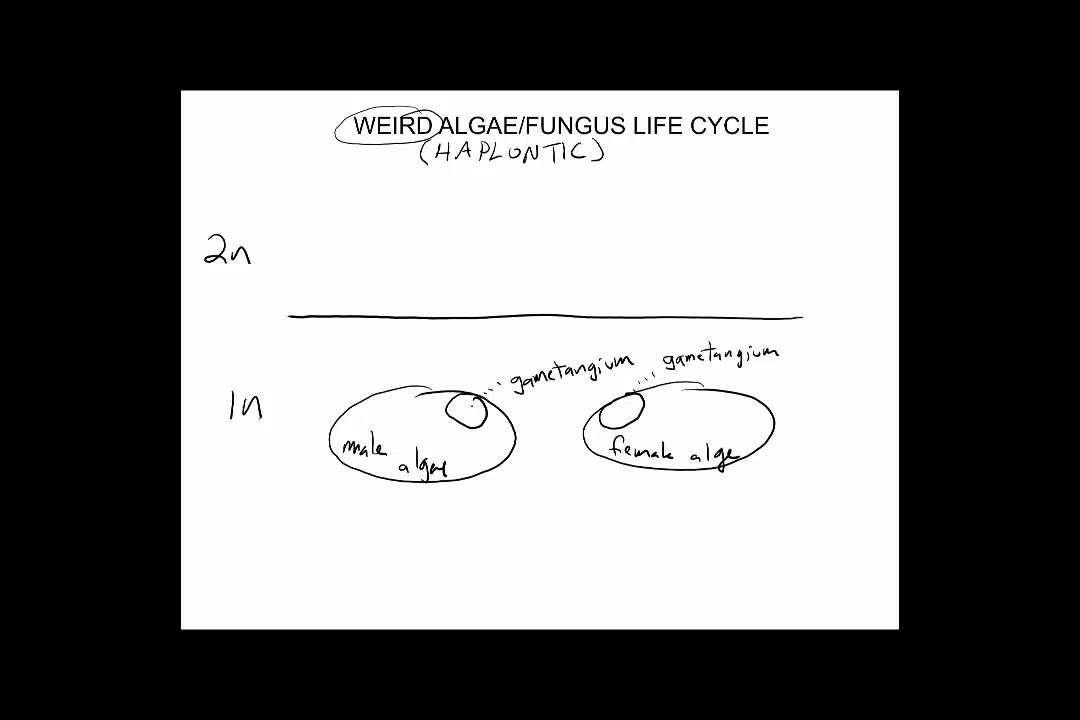 WEIRD ALGAE/FUNGUS LIFE CYCLE
(HAPLONTIC)
2n
gametangium gametangium
1n
male algae
female alge